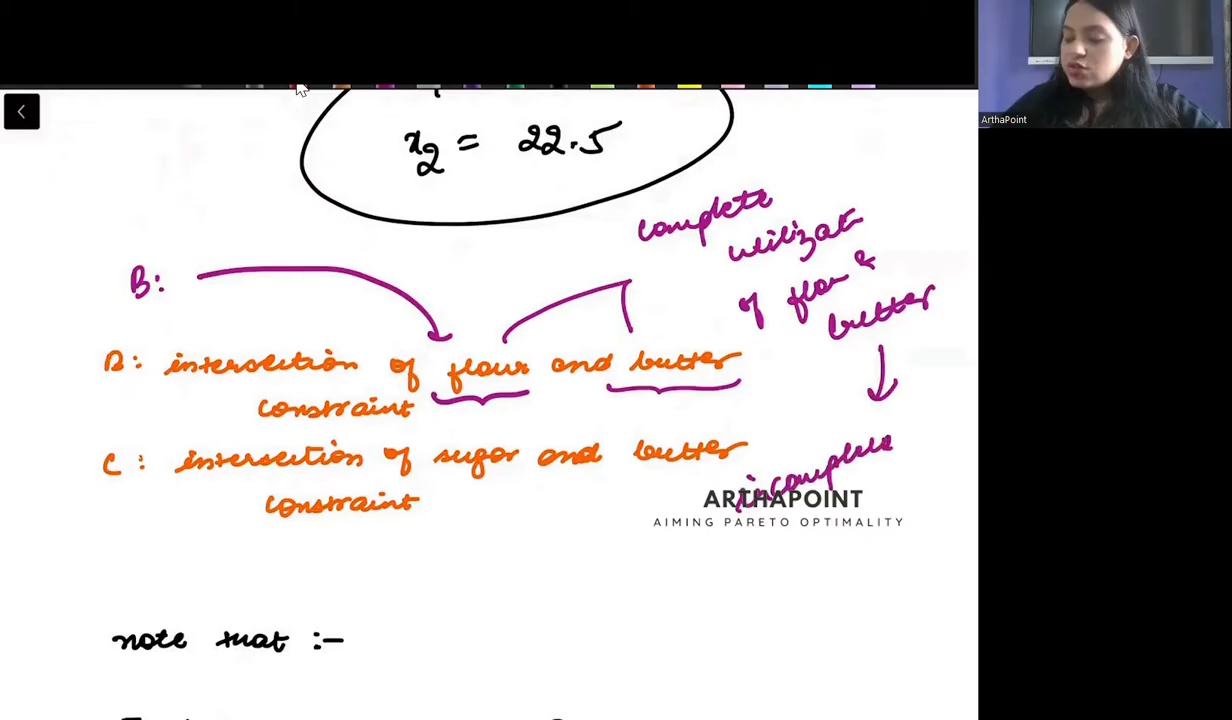 x2 = 22.5
complete
utilizat
of flour &
butter
B:
B: intersection of flour and butter
constraint
C: intersection of sugar and butter
constraint
incomplete
ARTHAPOINT
AIMING PARETO OPTIMALITY
note that :-
ArthaPoint